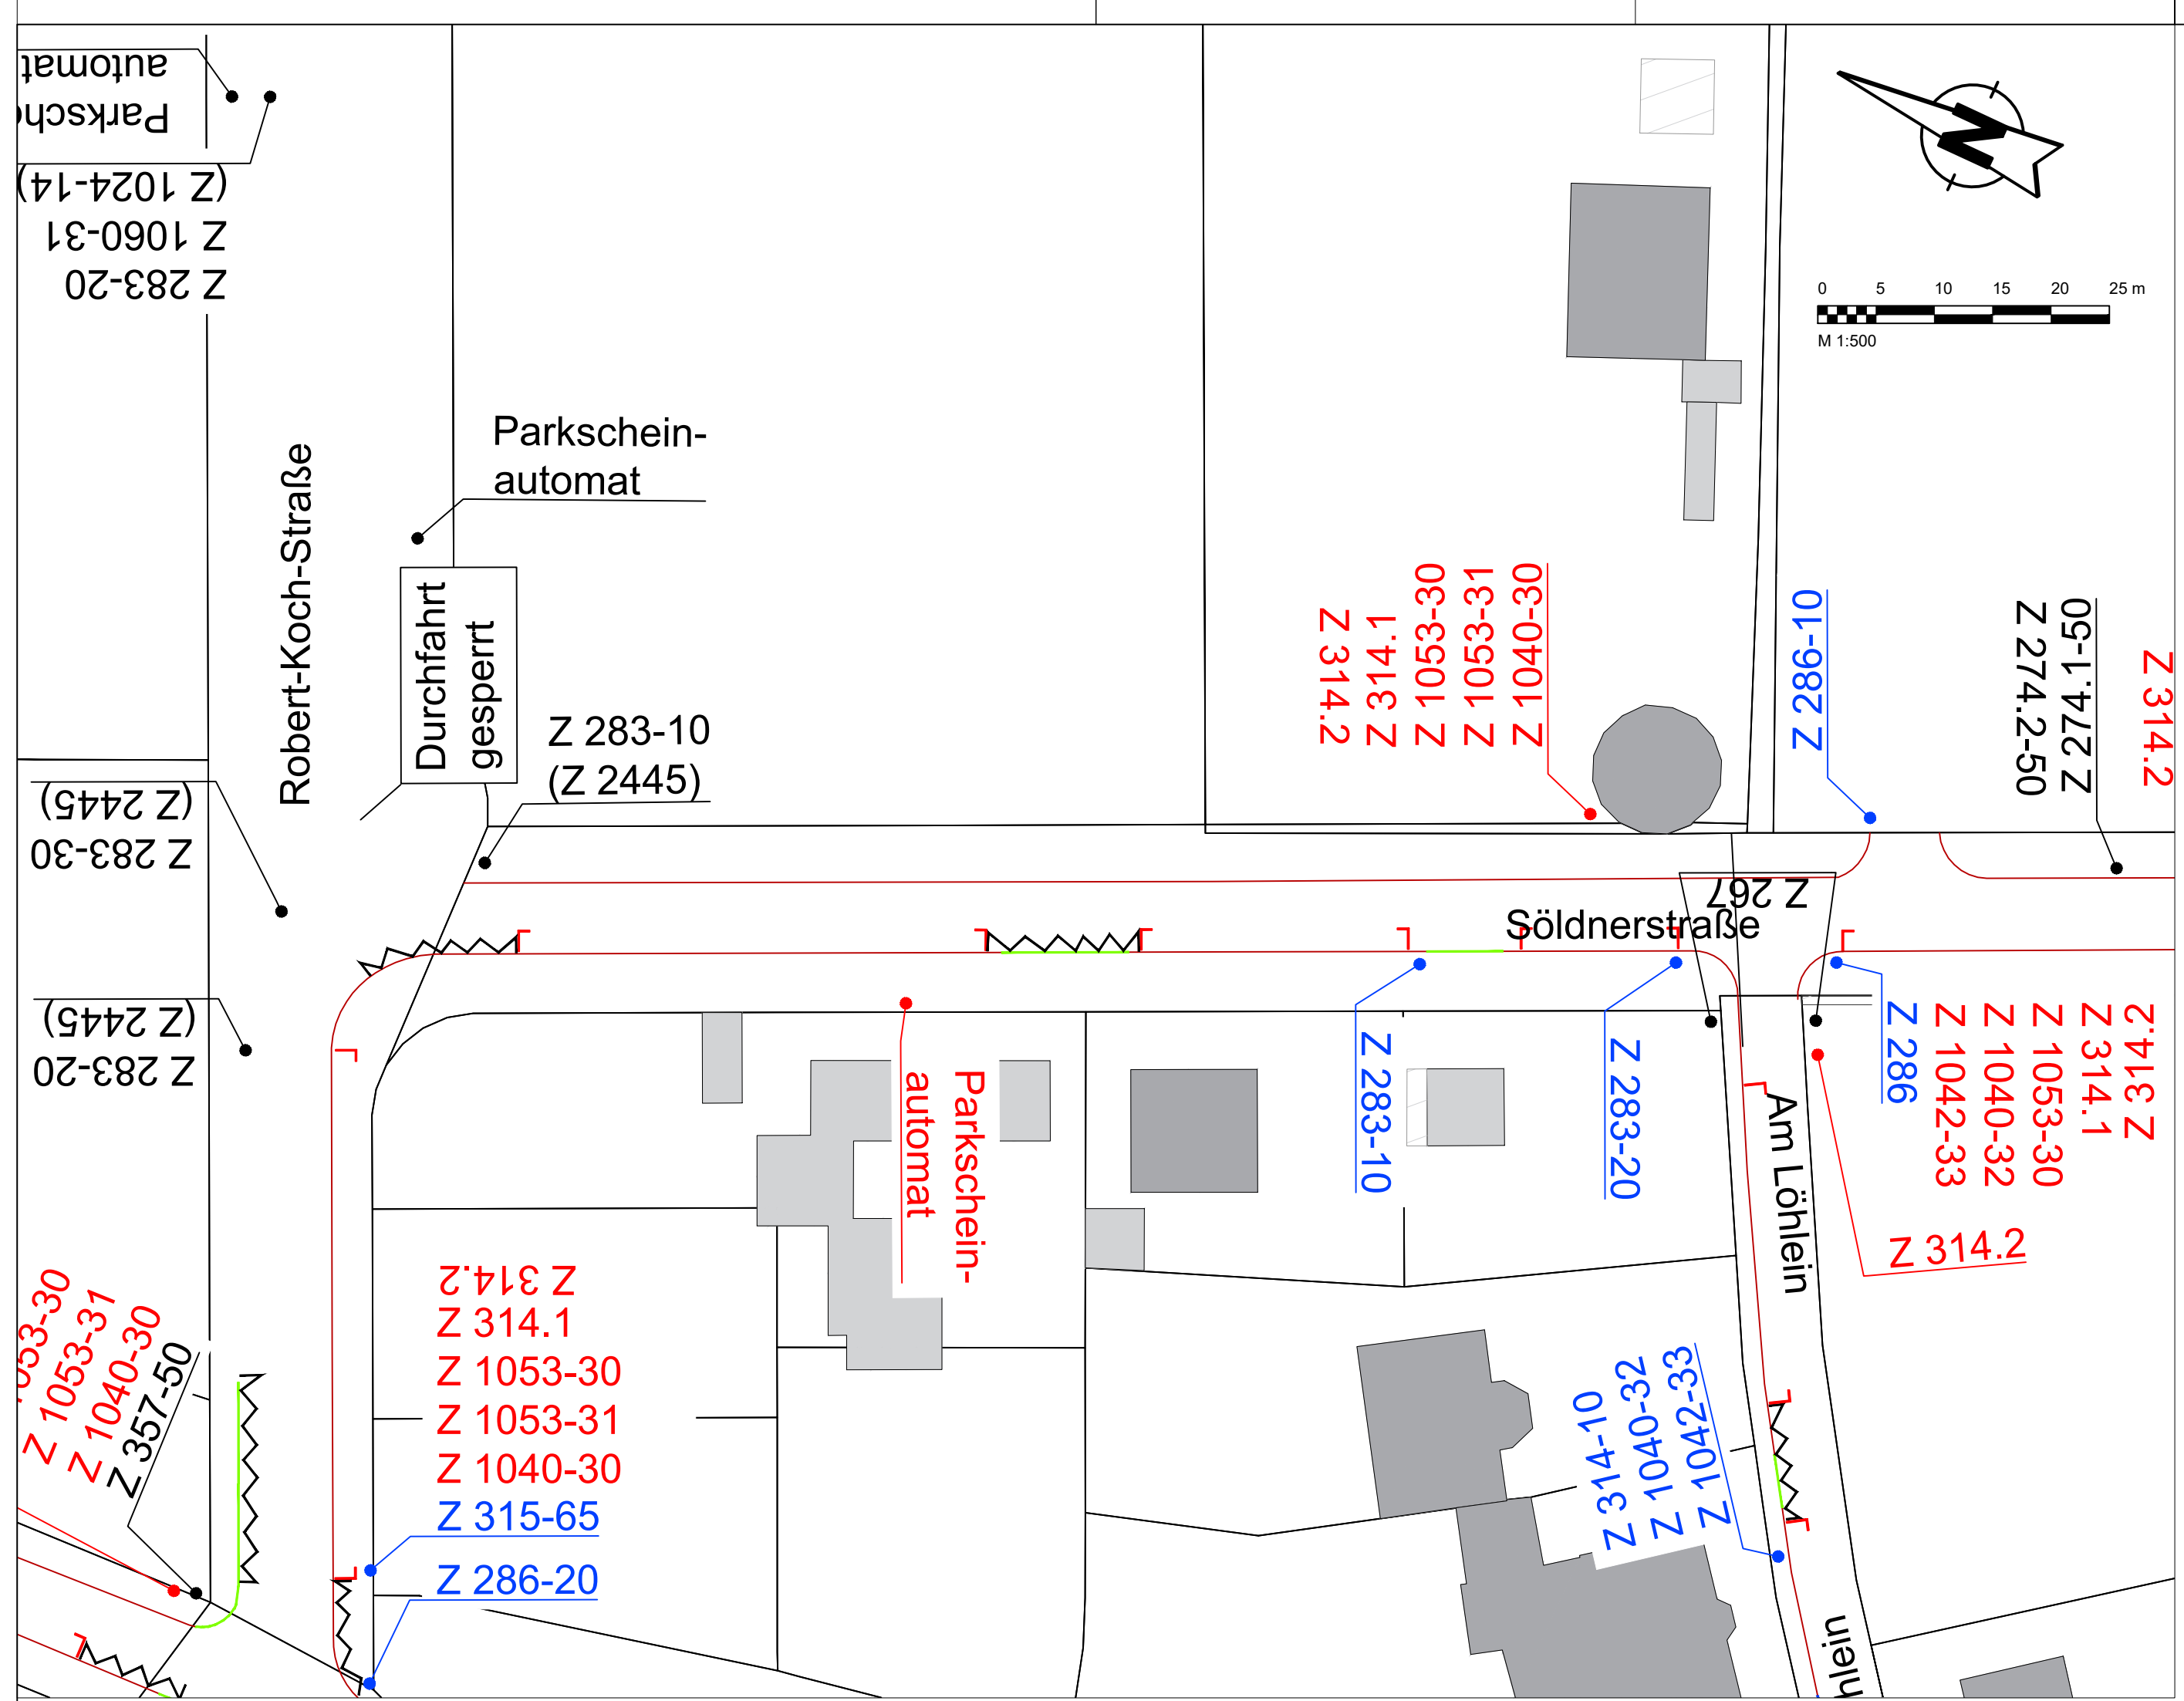 Parksch
automat
Z 283-20
Z 1060-31
(Z 1024-14)
N
0 5 10 15 20 25 m
M 1:500
Parkschein-
automat
Robert-Koch-Straße
Durchfahrt
gesperrt
Z 283-10
(Z 2445)
Z 283-30
(Z 2445)
Z 283-20
(Z 2445)
Z 314.2
Z 314.1
Z 1053-30
Z 1053-31
Z 1040-30
Z 286-10
Z 274.2-50
Z 274.1-50
Z 314.2
Z 267
Söldnerstraße
Parkschein-
automat
Z 283-10
Z 283-20
Am Löhlein
Z 286
Z 314.2
Z 314.1
Z 1053-30
Z 1040-32
Z 1042-33
Z 314.2
Z 314.2
Z 314.1
Z 1053-30
Z 1053-31
Z 1040-30
Z 315-65
Z 286-20
053-30
Z 1053-31
Z 1040-30
Z 357-50
Z 314-10
Z 1040-32
Z 1042-33
hlein